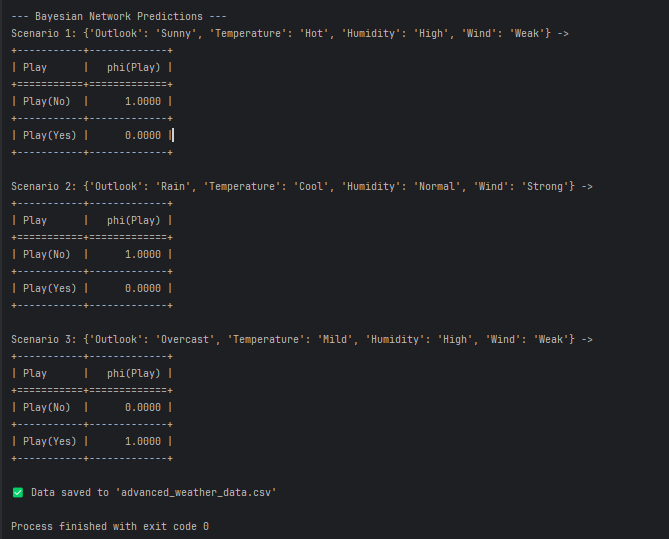 --- Bayesian Network Predictions ---
Scenario 1: {'Outlook': 'Sunny', 'Temperature': 'Hot', 'Humidity': 'High', 'Wind': 'Weak'} ->
+-----------+-------------+
| Play      |   phi(Play) |
+===========+=============+
| Play(No)  |      1.0000 |
+-----------+-------------+
| Play(Yes) |      0.0000 |
+-----------+-------------+

Scenario 2: {'Outlook': 'Rain', 'Temperature': 'Cool', 'Humidity': 'Normal', 'Wind': 'Strong'} ->
+-----------+-------------+
| Play      |   phi(Play) |
+===========+=============+
| Play(No)  |      1.0000 |
+-----------+-------------+
| Play(Yes) |      0.0000 |
+-----------+-------------+

Scenario 3: {'Outlook': 'Overcast', 'Temperature': 'Mild', 'Humidity': 'High', 'Wind': 'Weak'} ->
+-----------+-------------+
| Play      |   phi(Play) |
+===========+=============+
| Play(No)  |      0.0000 |
+-----------+-------------+
| Play(Yes) |      1.0000 |
+-----------+-------------+

✅ Data saved to 'advanced_weather_data.csv'

Process finished with exit code 0